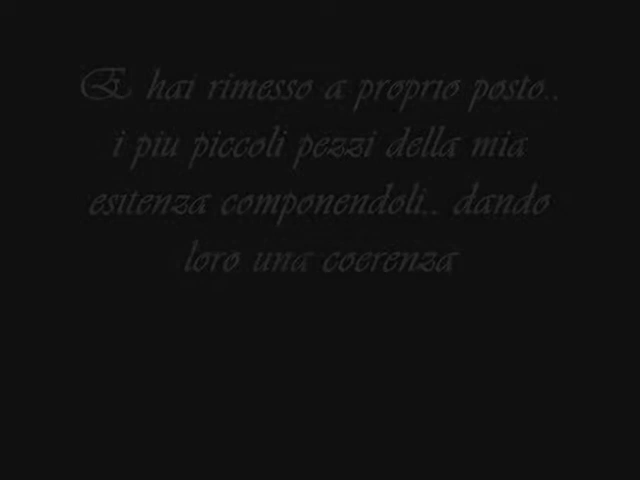 E hai rimesso a proprio posto..
i piu piccoli pezzi della mia
esitenza componendoli.. dando
loro una coerenza